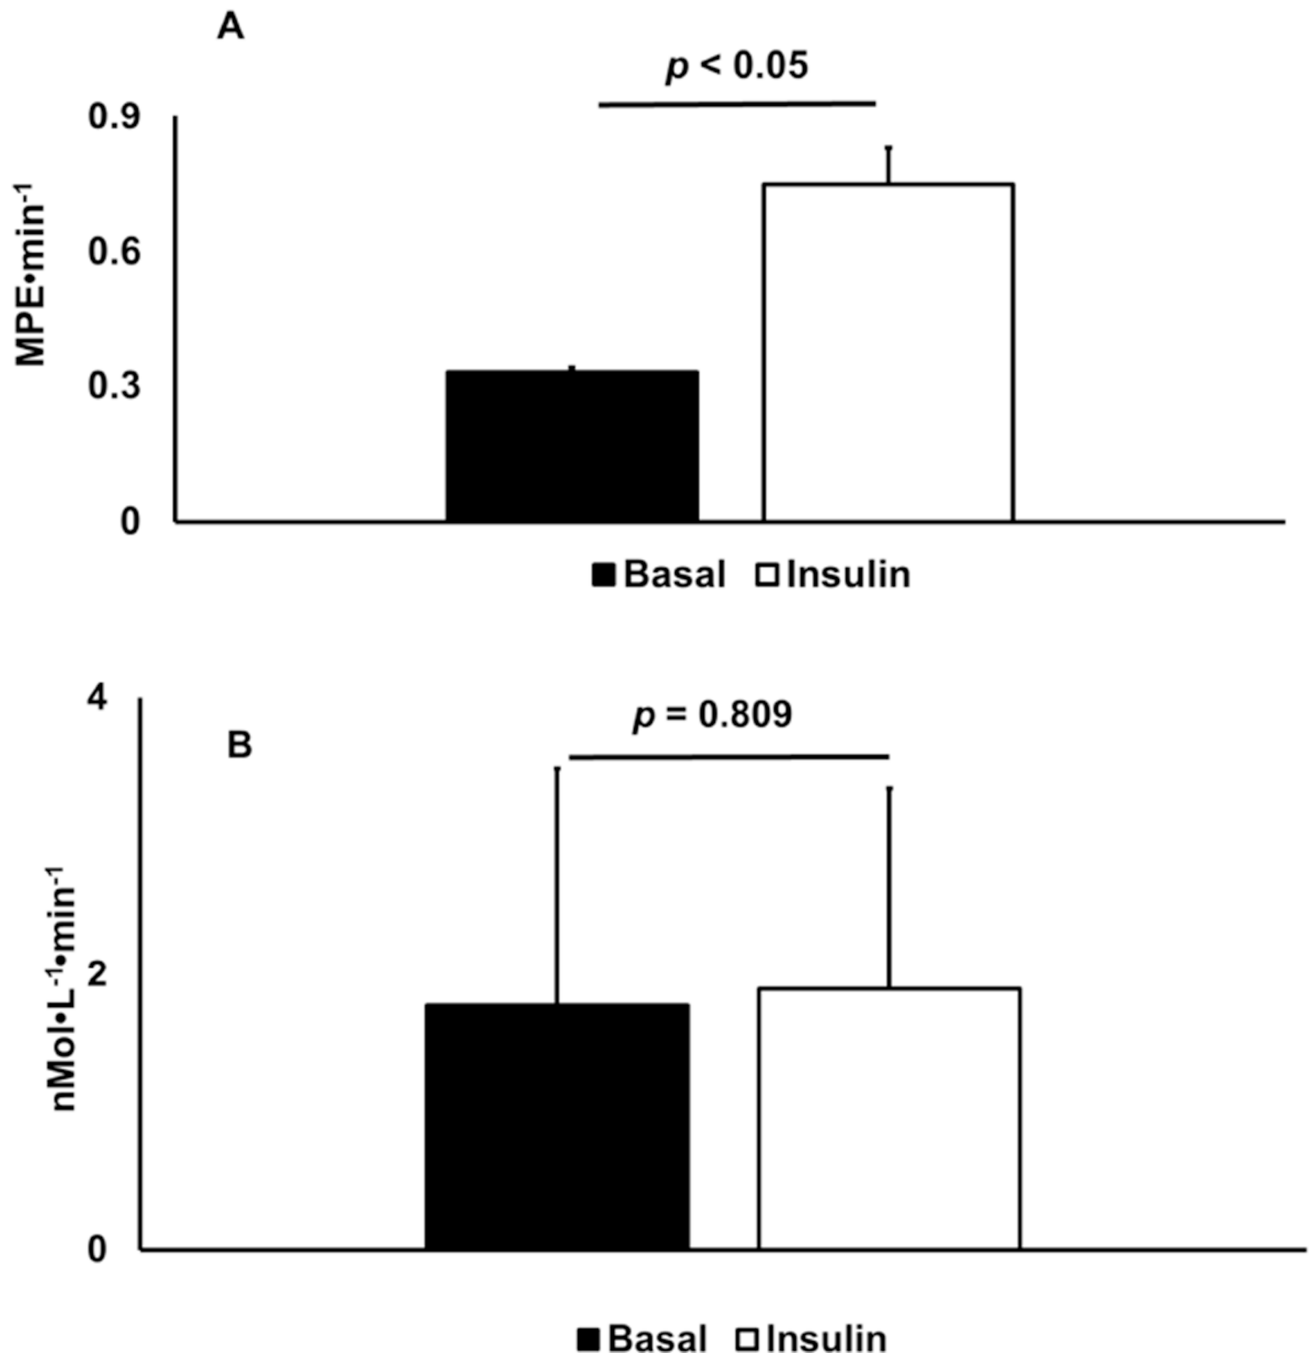 A
p < 0.05
0.9
0.6
0.3
0
MPE•min⁻¹
Basal Insulin
4
p = 0.809
B
2
0
nMol•L⁻¹•min⁻¹
Basal Insulin